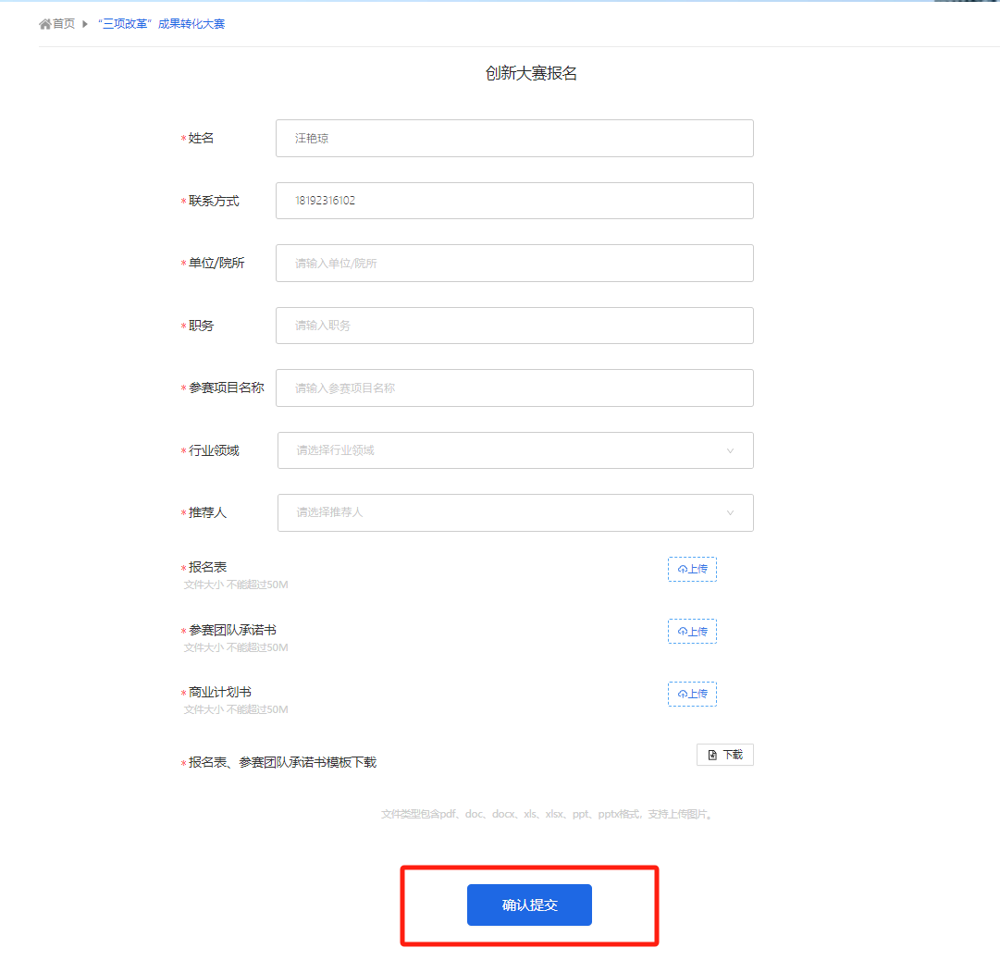 首页 “三项改革”成果转化大赛
创新大赛报名
*姓名 汪艳琼
*联系方式 18192316102
*单位/院所 请输入单位/院所
*职务 请输入职务
*参赛项目名称 请输入参赛项目名称
*行业领域 请选择行业领域
*推荐人 请选择推荐人
*报名表 上传
文件大小 不能超过50M
*参赛团队承诺书 上传
文件大小 不能超过50M
*商业计划书 上传
文件大小 不能超过50M
*报名表、参赛团队承诺书模板下载 下载
文件类型包含pdf、doc、docx、xls、xlsx、ppt、pptx格式，支持上传图片。
确认提交